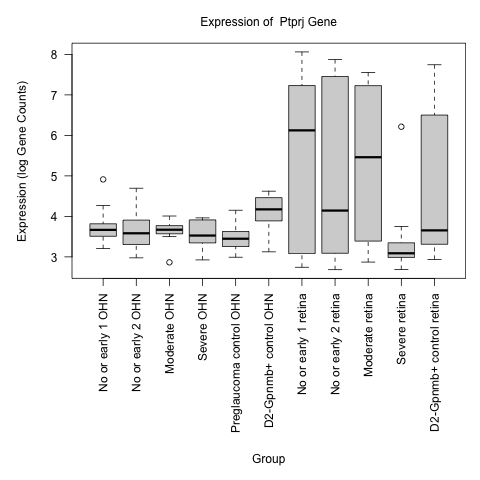 Expression of  Ptprj Gene
Expression (log Gene Counts)
8
7
6
5
4
3
No or early 1 OHN
No or early 2 OHN
Moderate OHN
Severe OHN
Preglaucoma control OHN
D2-Gpnmb+ control OHN
No or early 1 retina
No or early 2 retina
Moderate retina
Severe retina
D2-Gpnmb+ control retina
Group